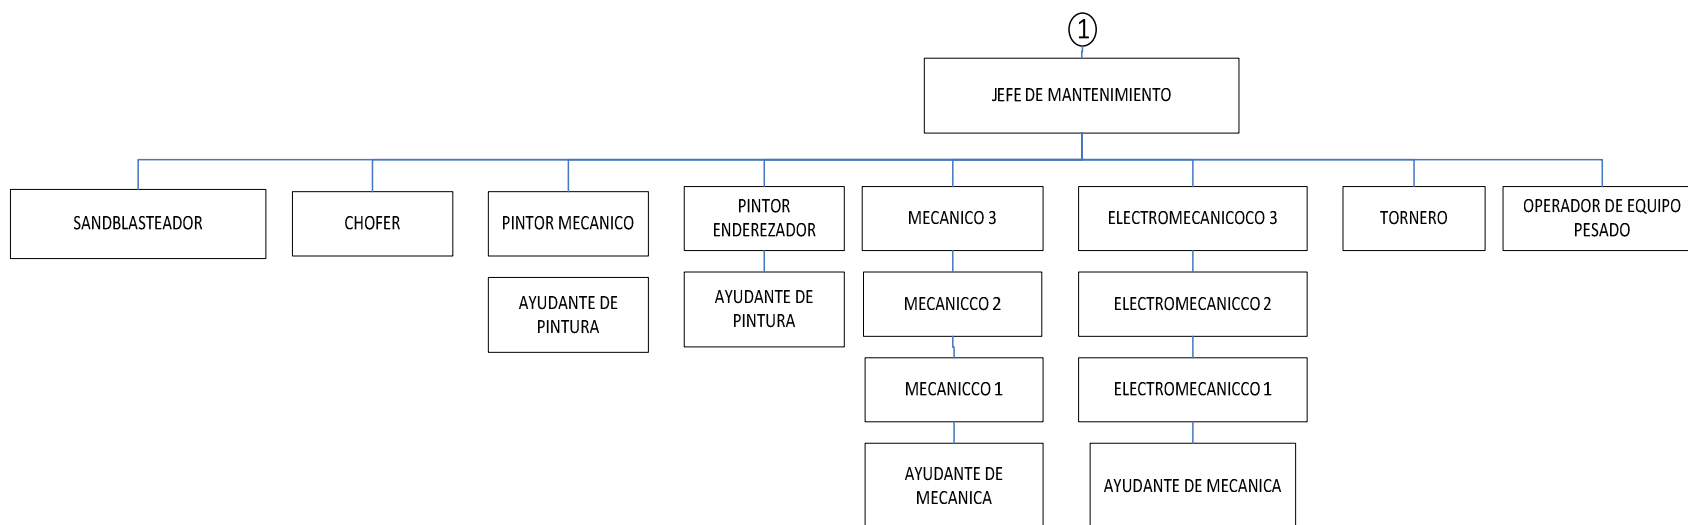 1
JEFE DE MANTENIMIENTO
SANDBLASTEADOR
CHOFER
PINTOR MECANICO
PINTOR
ENDEREZADOR
MECANICO 3
ELECTROMECANICOCO 3
TORNERO
OPERADOR DE EQUIPO
PESADO
AYUDANTE DE
PINTURA
AYUDANTE DE
PINTURA
MECANICCO 2
ELECTROMECANICCO 2
MECANICCO 1
ELECTROMECANICCO 1
AYUDANTE DE
MECANICA
AYUDANTE DE MECANICA